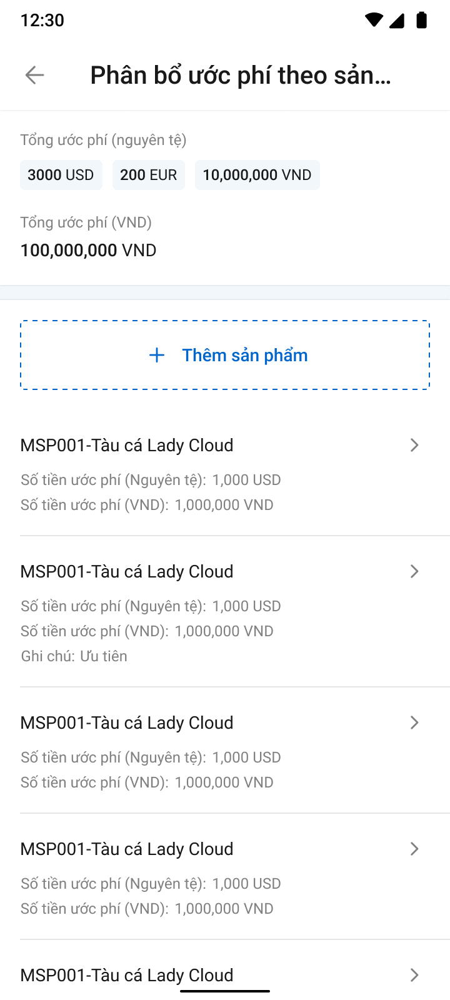 12:30
Phân bổ ước phí theo sản...
Tổng ước phí (nguyên tệ)
3000 USD 200 EUR 10,000,000 VND
Tổng ước phí (VND)
100,000,000 VND
Thêm sản phẩm
MSP001-Tàu cá Lady Cloud
Số tiền ước phí (Nguyên tệ): 1,000 USD
Số tiền ước phí (VND): 1,000,000 VND
MSP001-Tàu cá Lady Cloud
Số tiền ước phí (Nguyên tệ): 1,000 USD
Số tiền ước phí (VND): 1,000,000 VND
Ghi chú: Ưu tiên
MSP001-Tàu cá Lady Cloud
Số tiền ước phí (Nguyên tệ): 1,000 USD
Số tiền ước phí (VND): 1,000,000 VND
MSP001-Tàu cá Lady Cloud
Số tiền ước phí (Nguyên tệ): 1,000 USD
Số tiền ước phí (VND): 1,000,000 VND
MSP001-Tàu cá Lady Cloud